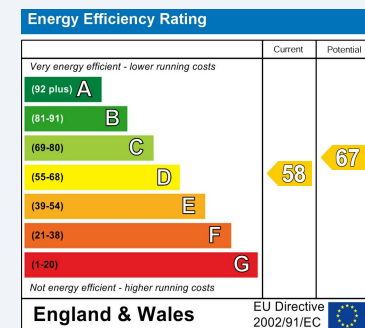 Energy Efficiency Rating
Current Potential
Very energy efficient - lower running costs
(92 plus) A
(81-91) B
(69-80) C
(55-68) D
(39-54) E
(21-38) F
(1-20) G
58
67
Not energy efficient - higher running costs
England & Wales
EU Directive
2002/91/EC